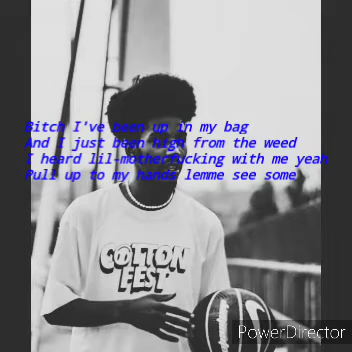 Bitch I've been up in my bag
And I just been high from the weed
I heard lil-motherfucking with me yeah
Pull up to my hands lemme see some
COTTON
FEST
PowerDirector